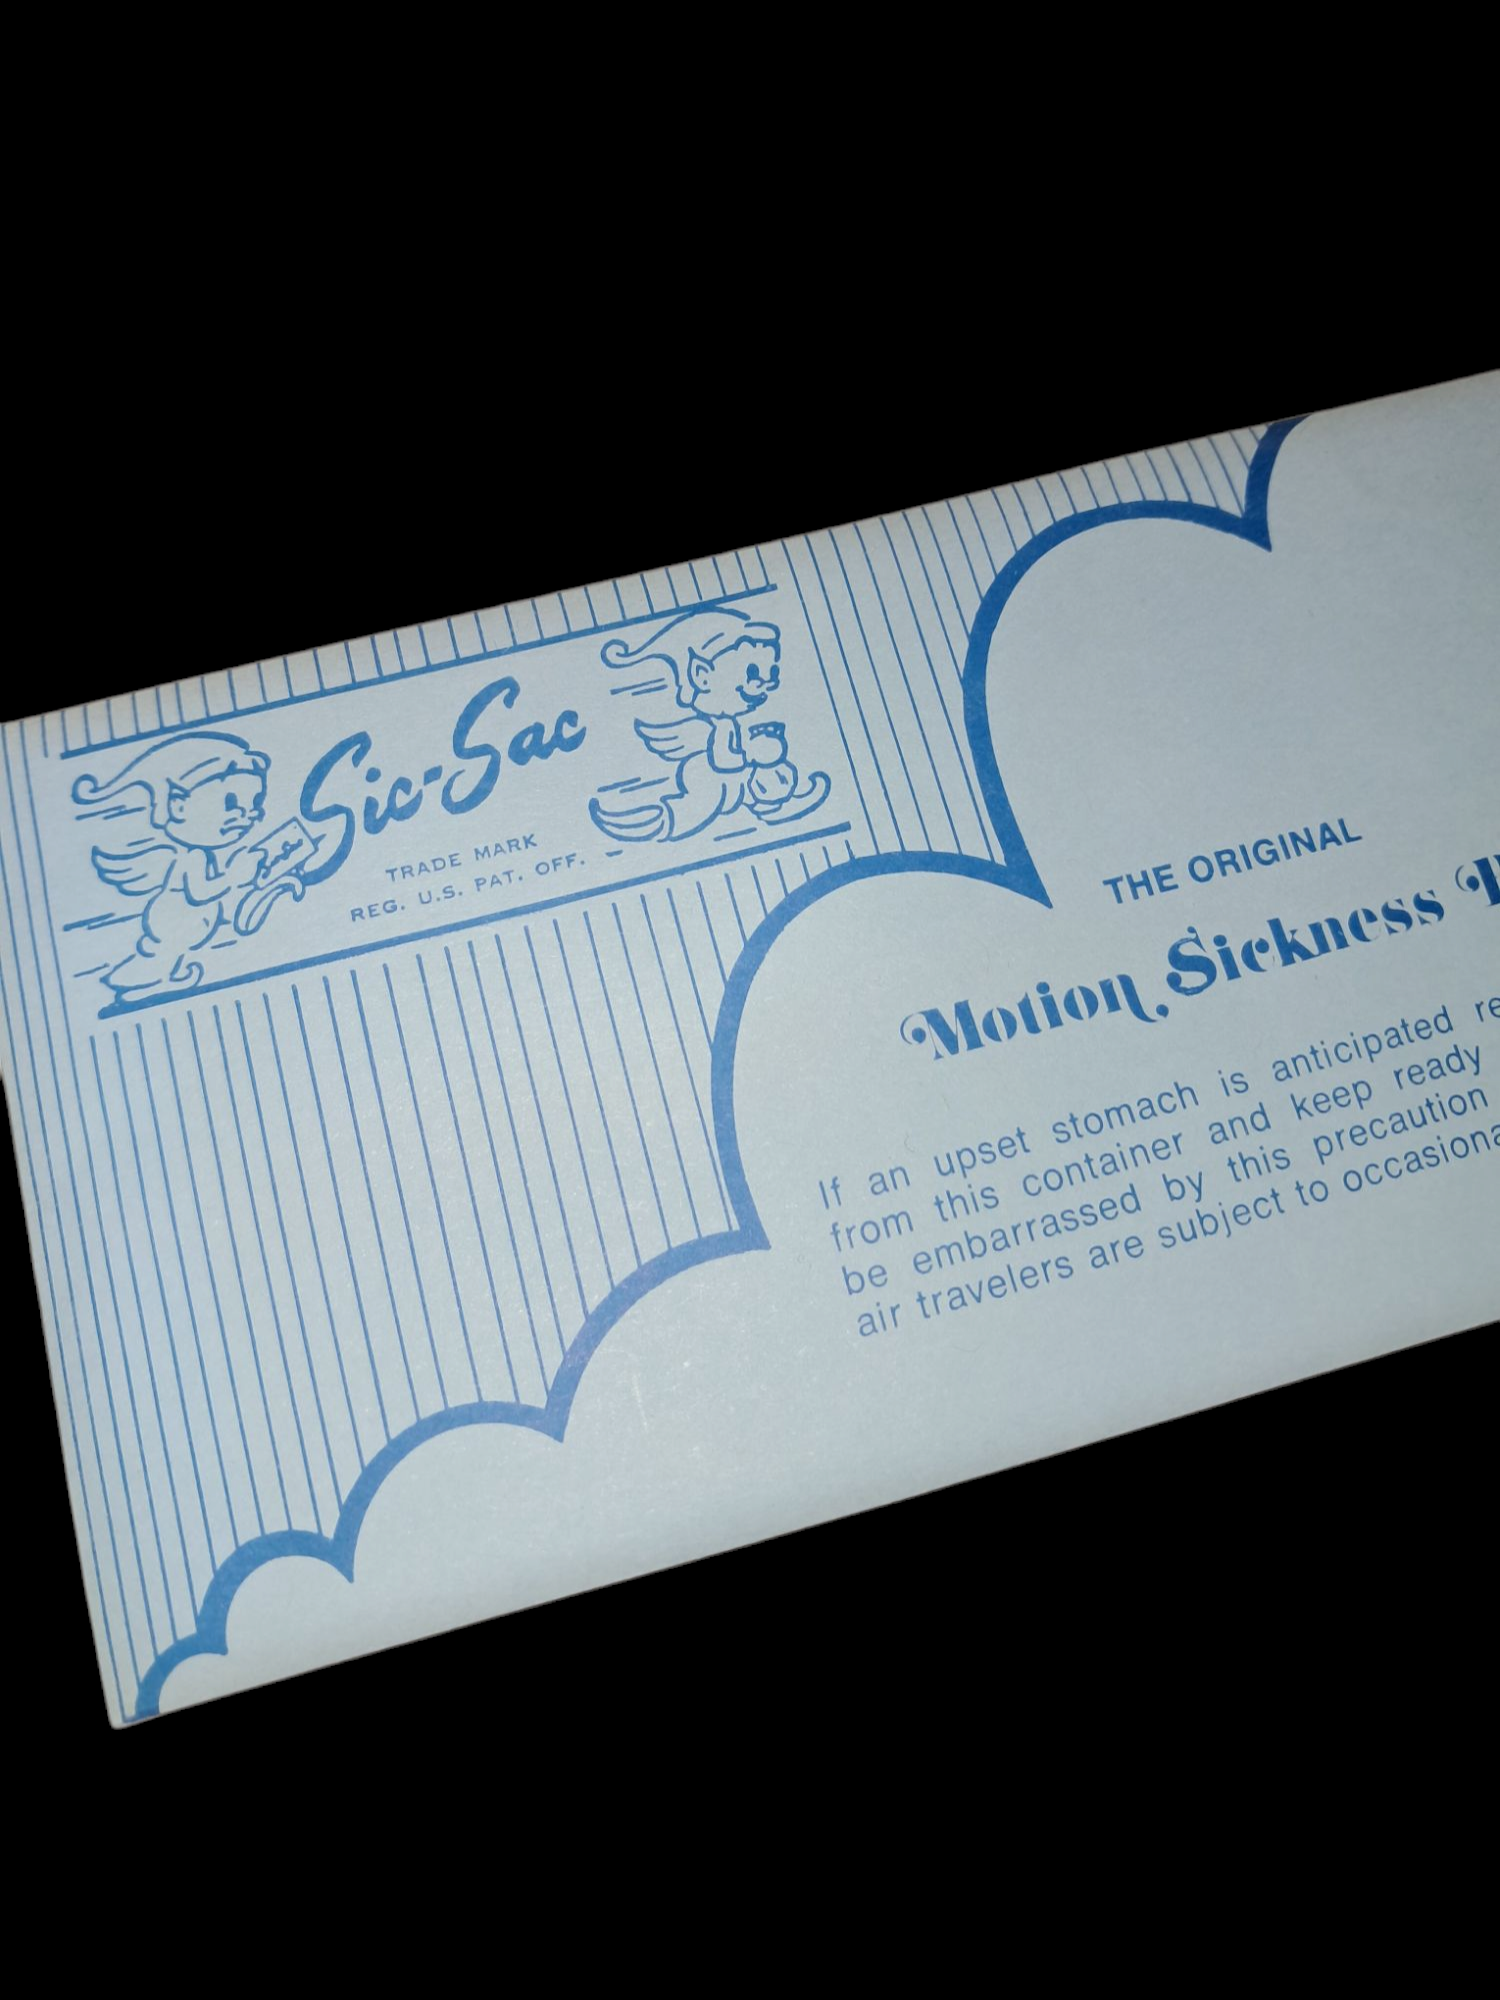 Sic-Sac
TRADE MARK
REG. U.S. PAT. OFF.
THE ORIGINAL
Motion Sickness
If an upset stomach is anticipated
from this container and keep ready
be embarrassed by this precaution
air travelers are subject to